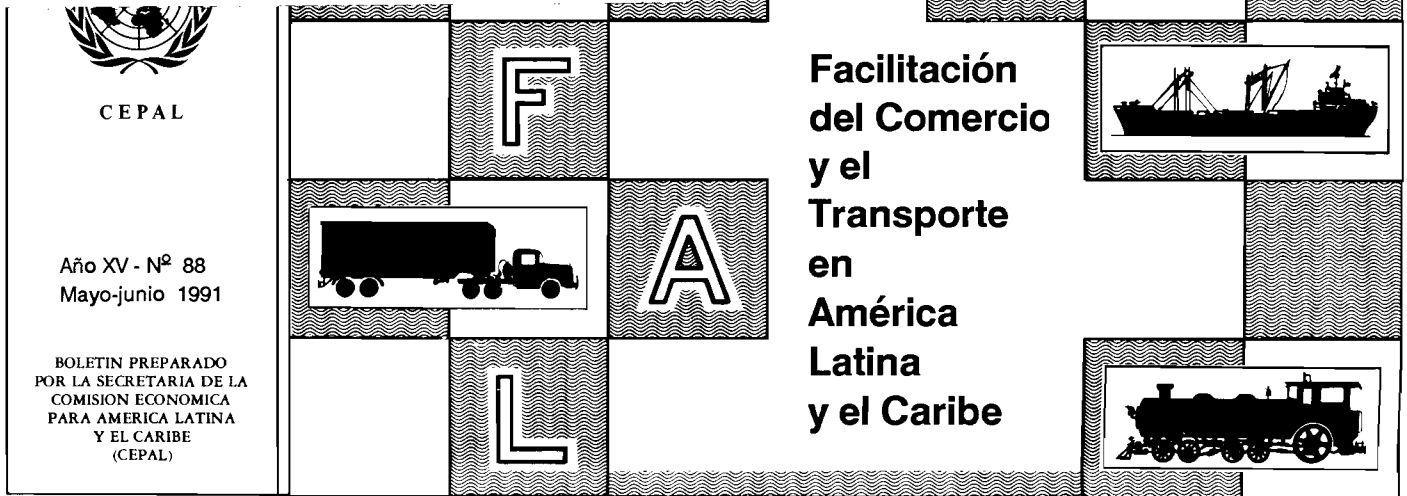 CEPAL
Año XV - Nº 88
Mayo-junio 1991
BOLETIN PREPARADO
POR LA SECRETARIA DE LA
COMISION ECONOMICA
PARA AMERICA LATINA
Y EL CARIBE
(CEPAL)
F
A
L
Facilitación
del Comercio
y el
Transporte
en
América
Latina
y el Caribe